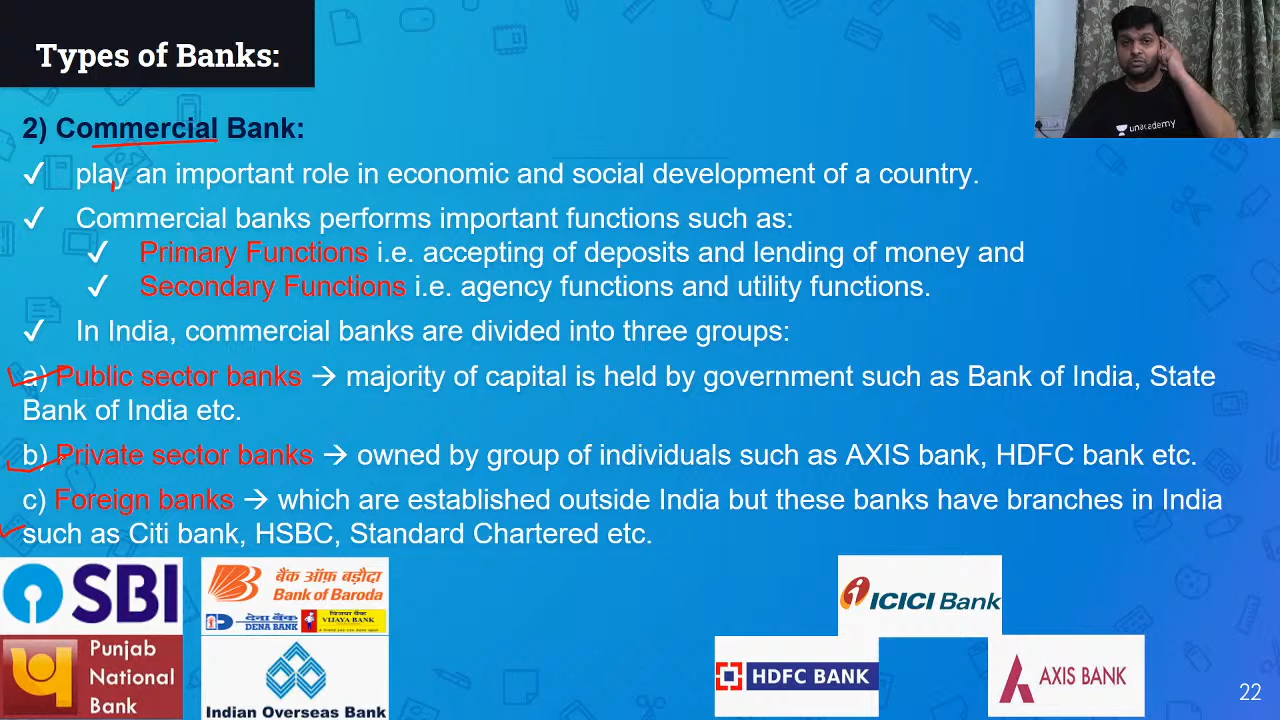 Types of Banks:
unacademy
2) Commercial Bank:
✓ play an important role in economic and social development of a country.
✓ Commercial banks performs important functions such as:
✓ Primary Functions i.e. accepting of deposits and lending of money and
✓ Secondary Functions i.e. agency functions and utility functions.
✓ In India, commercial banks are divided into three groups:
a) Public sector banks → majority of capital is held by government such as Bank of India, State
Bank of India etc.
b) Private sector banks → owned by group of individuals such as AXIS bank, HDFC bank etc.
c) Foreign banks → which are established outside India but these banks have branches in India
such as Citi bank, HSBC, Standard Chartered etc.
SBI
बैंक ऑफ़ बड़ौदा
Bank of Baroda
देना बैंक
DENA BANK
विजया बैंक
VIJAYA BANK
Punjab
National
Bank
Indian Overseas Bank
ICICI Bank
HDFC BANK
AXIS BANK
22